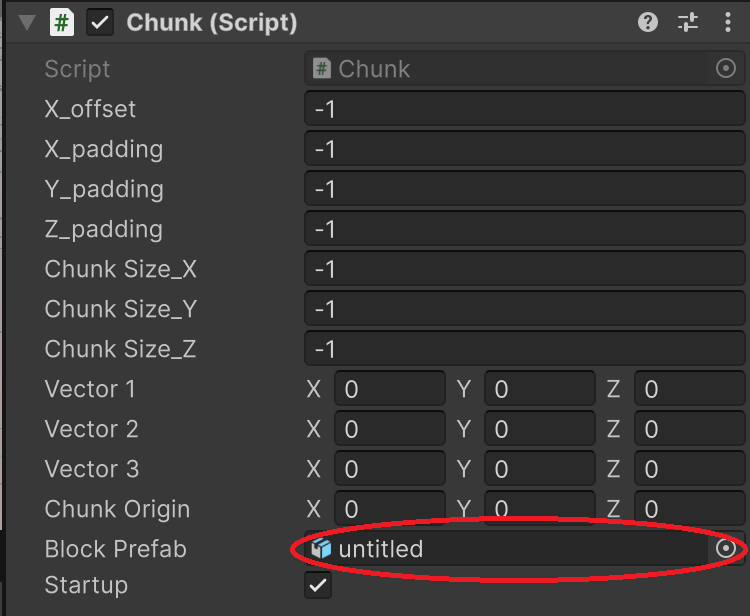 # Chunk (Script)
Script # Chunk
X_offset -1
X_padding -1
Y_padding -1
Z_padding -1
Chunk Size_X -1
Chunk Size_Y -1
Chunk Size_Z -1
Vector 1 X 0 Y 0 Z 0
Vector 2 X 0 Y 0 Z 0
Vector 3 X 0 Y 0 Z 0
Chunk Origin X 0 Y 0 Z 0
Block Prefab untitled
Startup